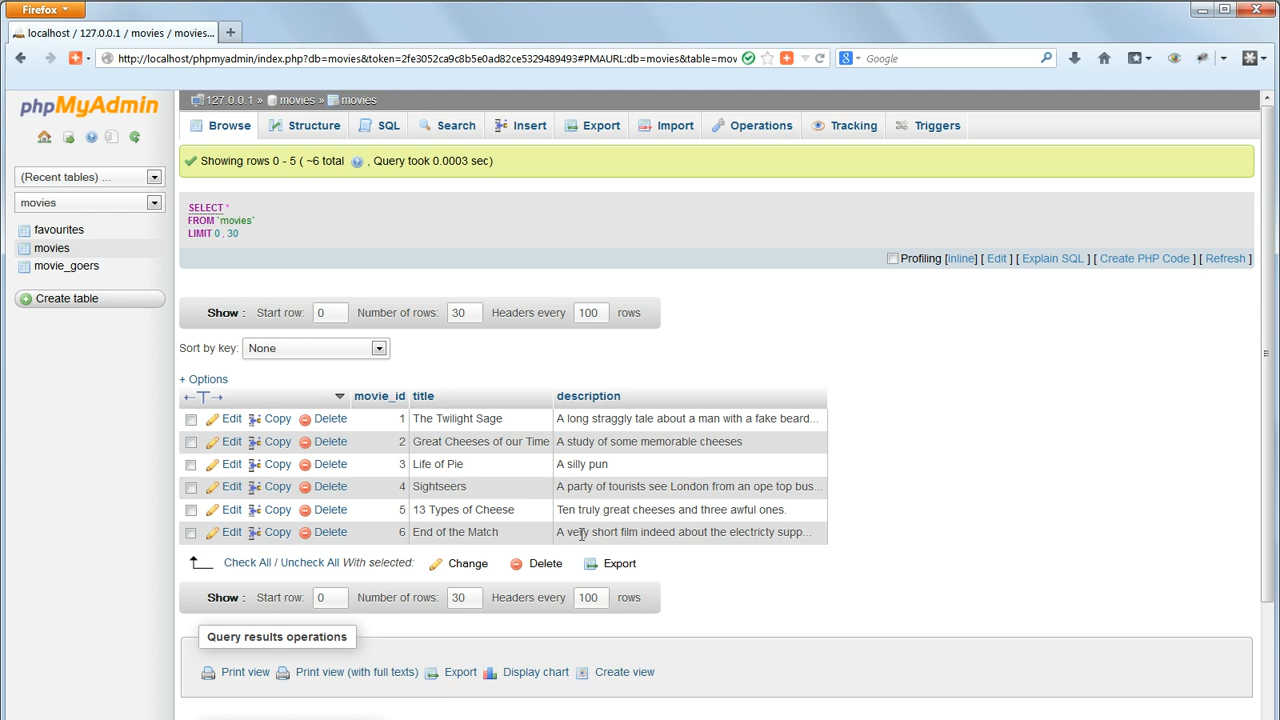 Firefox
localhost / 127.0.0.1 / movies / movies...
http://localhost/phpmyadmin/index.php?db=movies&token=2fe3052ca9c8b5e0ad82ce5329489493#PMAURL:db=movies&table=mov
Google
phpMyAdmin
127.0.0.1 » movies » movies
Browse Structure SQL Search Insert Export Import Operations Tracking Triggers
Showing rows 0 - 5 ( ~6 total , Query took 0.0003 sec)
(Recent tables) ...
movies
favourites
movies
movie_goers
Create table
SELECT *
FROM `movies`
LIMIT 0 , 30
Profiling [Inline] [ Edit ] [ Explain SQL ] [ Create PHP Code ] [ Refresh ]
Show : Start row: 0 Number of rows: 30 Headers every 100 rows
Sort by key: None
+ Options
movie_id title description
Edit Copy Delete 1 The Twilight Sage A long straggly tale about a man with a fake beard...
Edit Copy Delete 2 Great Cheeses of our Time A study of some memorable cheeses
Edit Copy Delete 3 Life of Pie A silly pun
Edit Copy Delete 4 Sightseers A party of tourists see London from an ope top bus...
Edit Copy Delete 5 13 Types of Cheese Ten truly great cheeses and three awful ones.
Edit Copy Delete 6 End of the Match A very short film indeed about the electricty supp...
Check All / Uncheck All With selected: Change Delete Export
Show : Start row: 0 Number of rows: 30 Headers every 100 rows
Query results operations
Print view Print view (with full texts) Export Display chart Create view